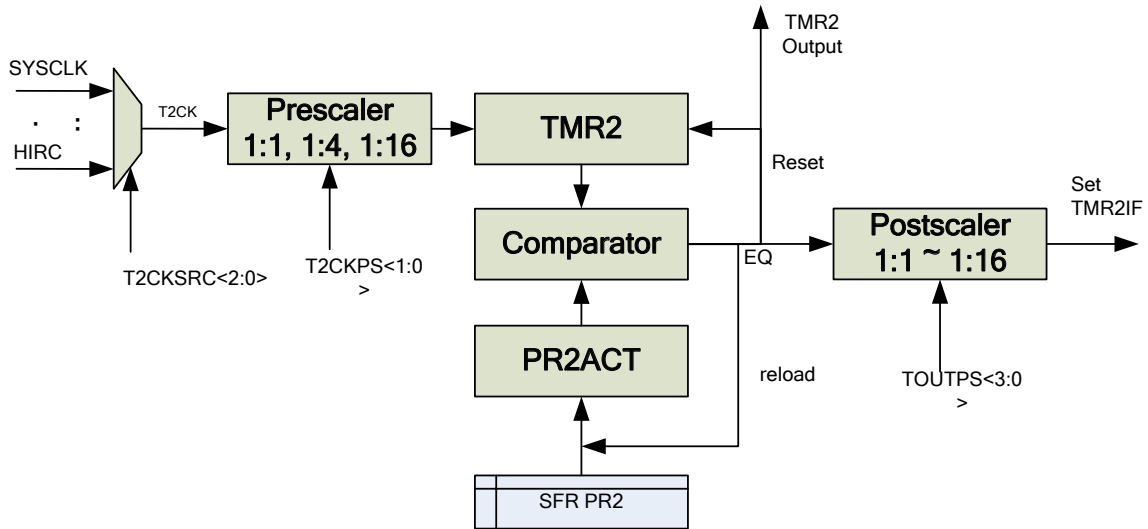 TMR2
Output
SYSCLK
. :
HIRC
T2CK
Prescaler
1:1, 1:4, 1:16
TMR2
Reset
Set
TMR2IF
Comparator
EQ
Postscaler
1:1 ~ 1:16
T2CKSRC<2:0>
T2CKPS<1:0
>
PR2ACT
reload
TOUTPS<3:0
>
SFR PR2